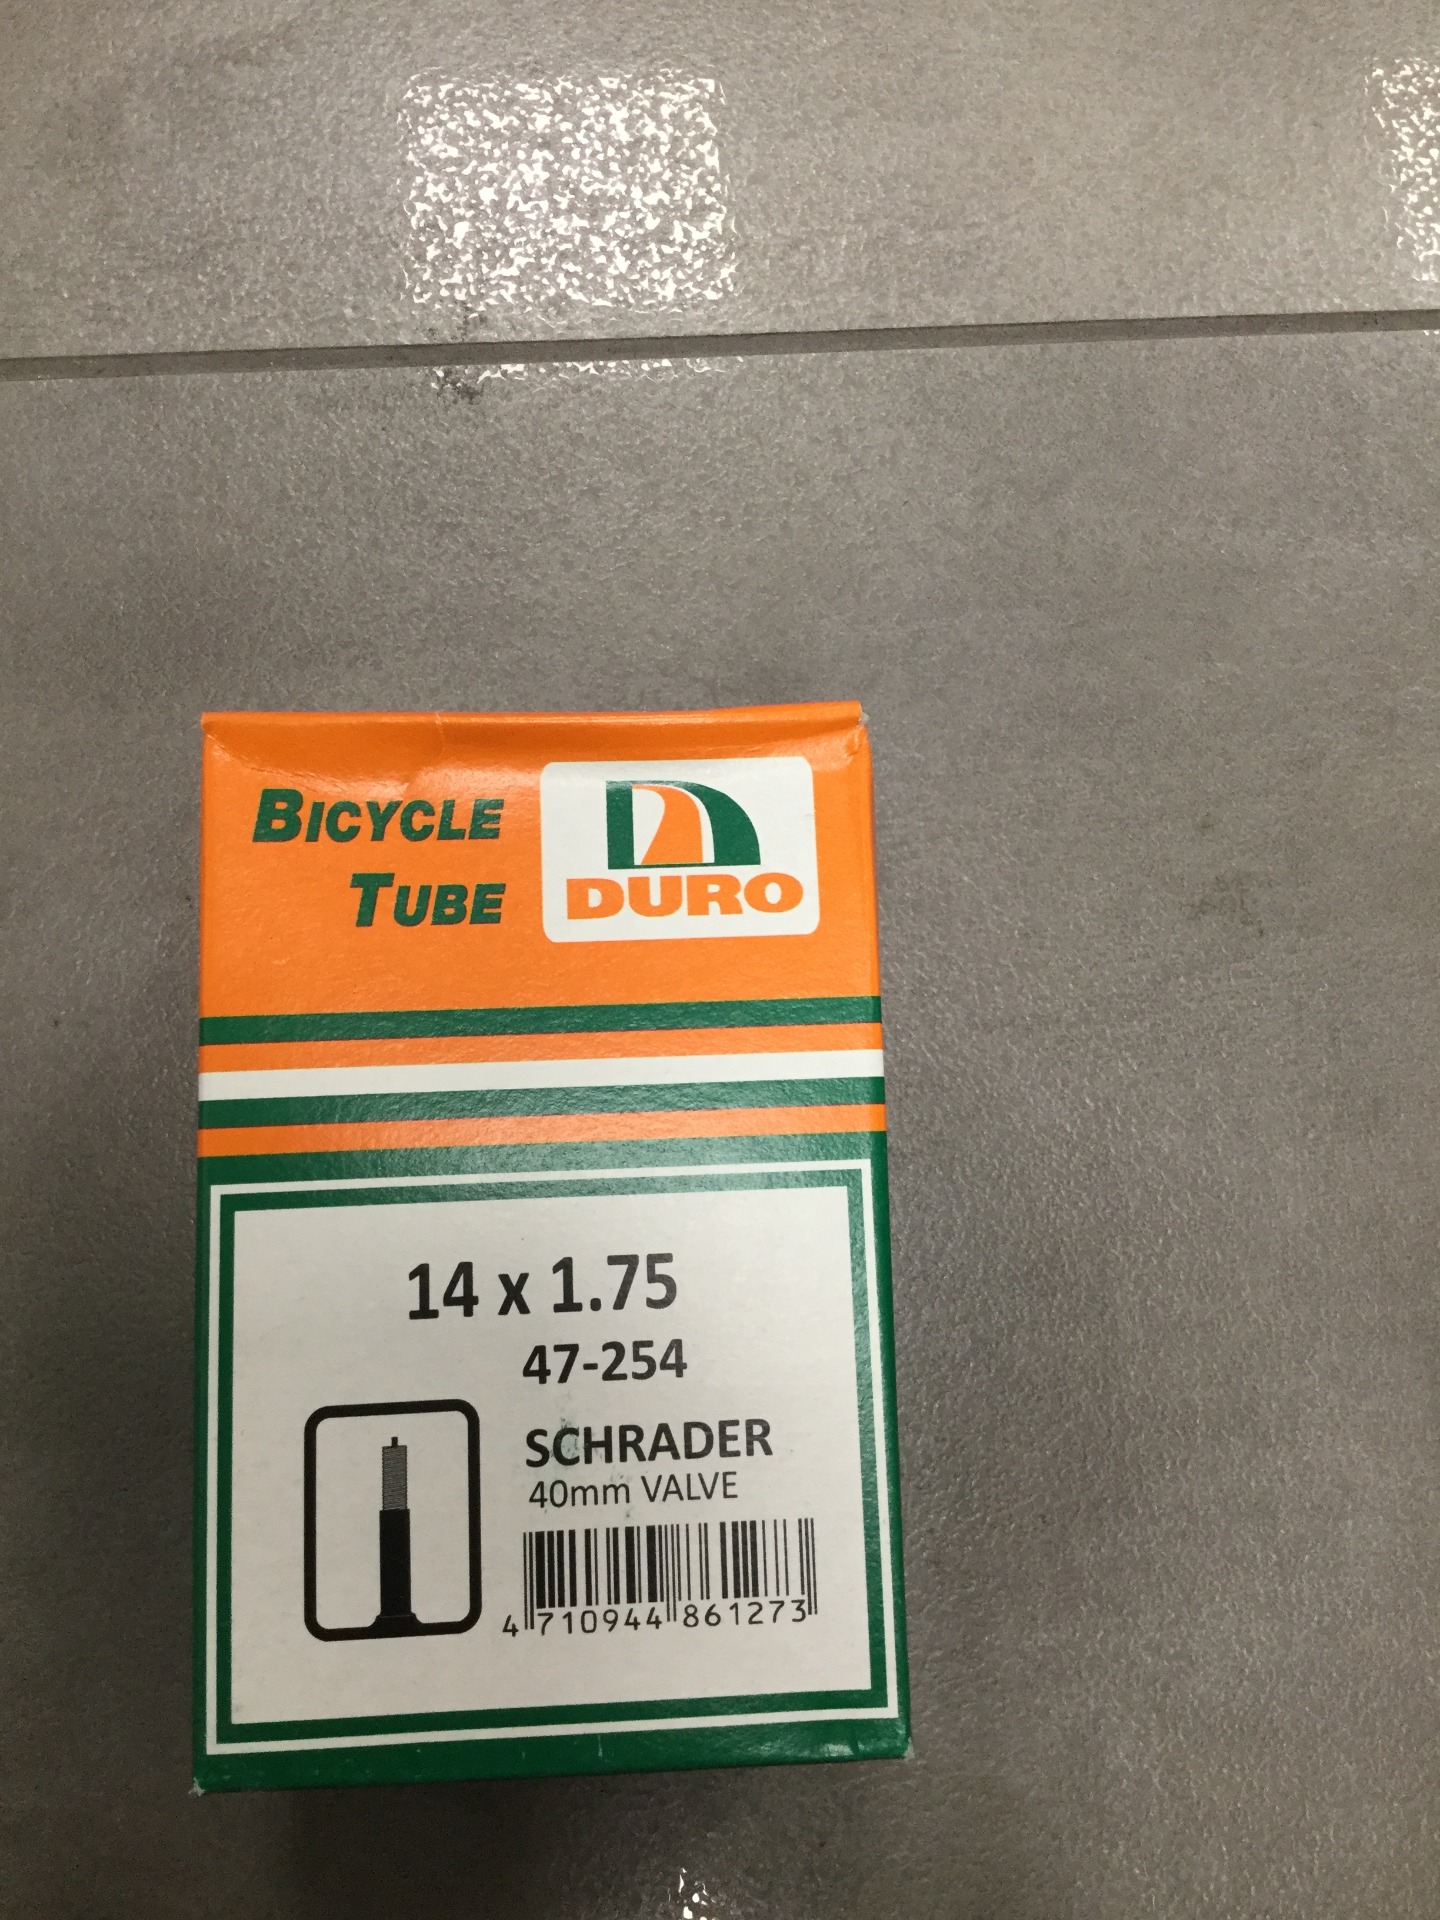 BICYCLE
TUBE
DURO
14 x 1.75
47-254
SCHRADER
40mm VALVE
4 710944 861273